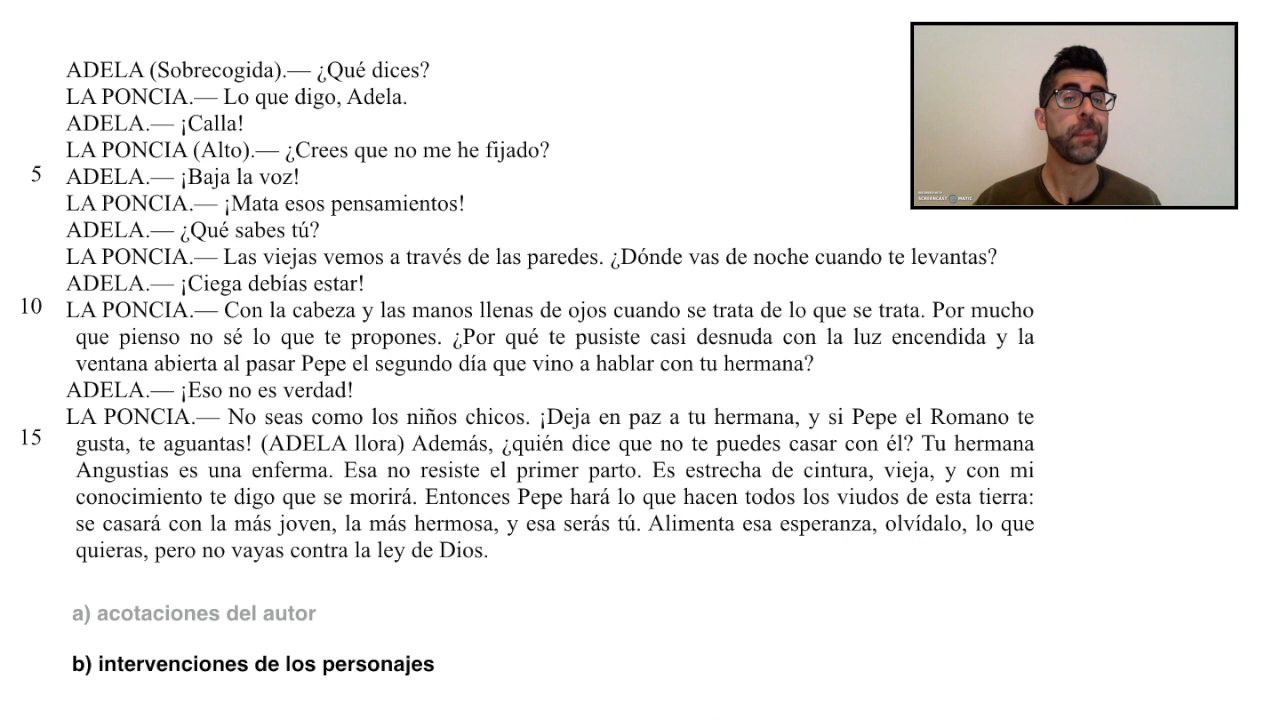 ADELA (Sobrecogida).— ¿Qué dices?
LA PONCIA.— Lo que digo, Adela.
ADELA.— ¡Calla!
LA PONCIA (Alto).— ¿Crees que no me he fijado?
5 ADELA.— ¡Baja la voz!
LA PONCIA.— ¡Mata esos pensamientos!
ADELA.— ¿Qué sabes tú?
LA PONCIA.— Las viejas vemos a través de las paredes. ¿Dónde vas de noche cuando te levantas?
ADELA.— ¡Ciega debías estar!
10 LA PONCIA.— Con la cabeza y las manos llenas de ojos cuando se trata de lo que se trata. Por mucho
que pienso no sé lo que te propones. ¿Por qué te pusiste casi desnuda con la luz encendida y la
ventana abierta al pasar Pepe el segundo día que vino a hablar con tu hermana?
ADELA.— ¡Eso no es verdad!
LA PONCIA.— No seas como los niños chicos. ¡Deja en paz a tu hermana, y si Pepe el Romano te
15 gusta, te aguantas! (ADELA llora) Además, ¿quién dice que no te puedes casar con él? Tu hermana
Angustias es una enferma. Esa no resiste el primer parto. Es estrecha de cintura, vieja, y con mi
conocimiento te digo que se morirá. Entonces Pepe hará lo que hacen todos los viudos de esta tierra:
se casará con la más joven, la más hermosa, y esa serás tú. Alimenta esa esperanza, olvídalo, lo que
quieras, pero no vayas contra la ley de Dios.
a) acotaciones del autor
b) intervenciones de los personajes
SCREENCAST MATIC